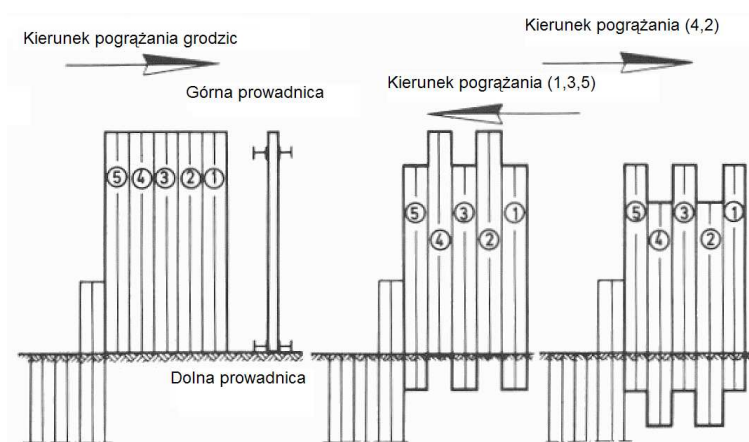 Kierunek pogrążania grodzic
Górna prowadnica
5 4 3 2 1
Dolna prowadnica
Kierunek pogrążania (1,3,5)
5 3 1
4 2
Kierunek pogrążania (4,2)
5 3 1
4 2